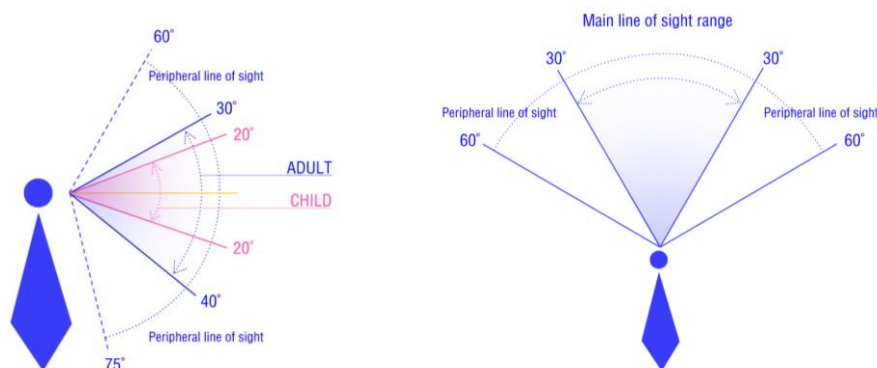 60°
Peripheral line of sight
30°
20°
ADULT
CHILD
20°
40°
Peripheral line of sight
75°
Main line of sight range
30°
30°
Peripheral line of sight
Peripheral line of sight
60°
60°